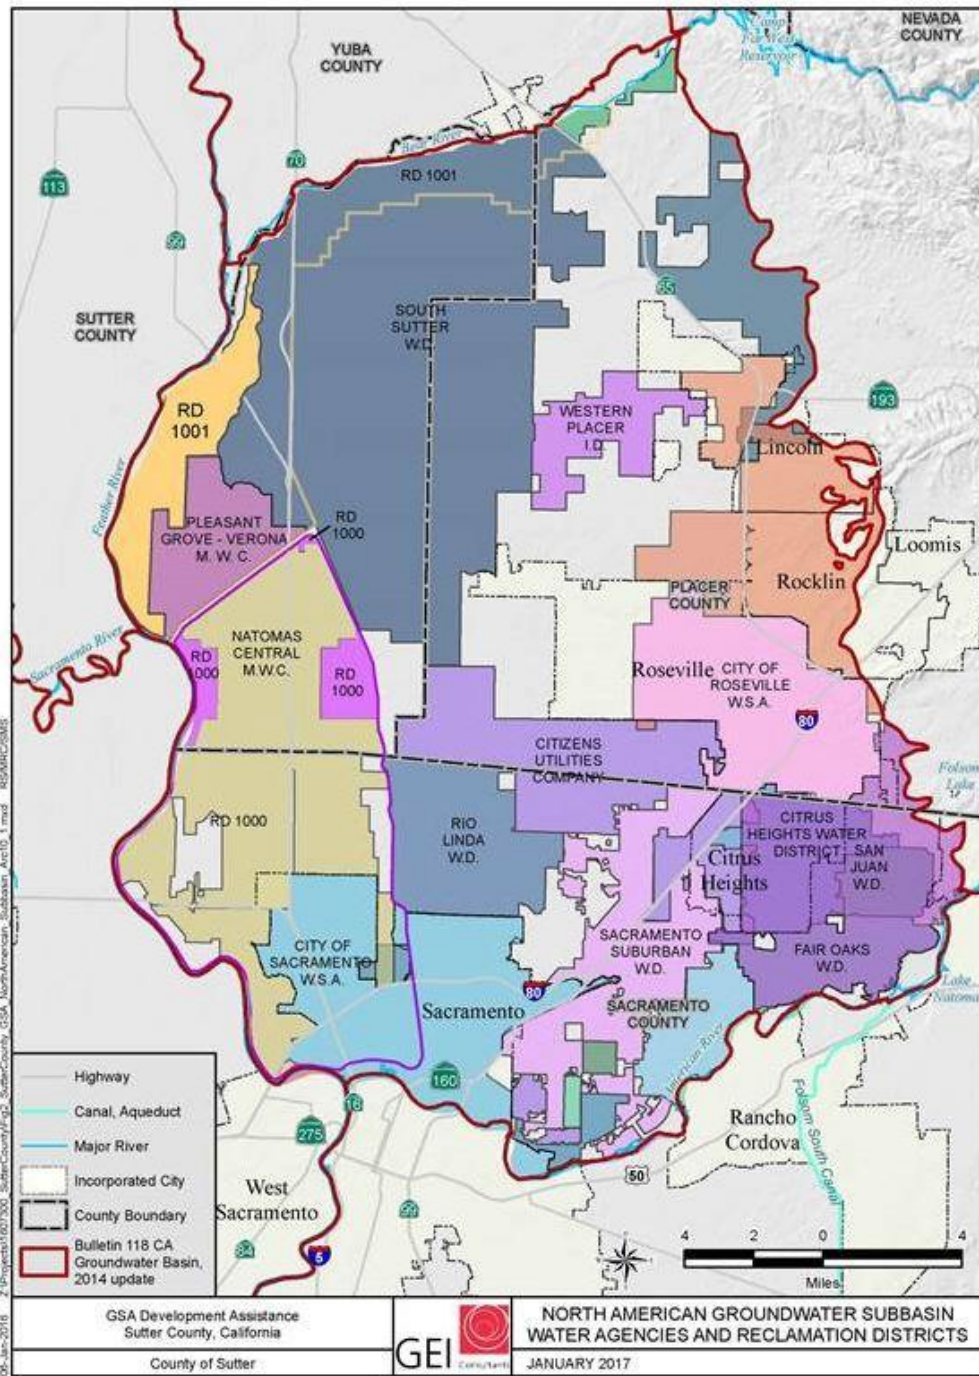 NEVADA
COUNTY
Camp
Far West
Reservoir
YUBA
COUNTY
Bear River
70
RD 1001
113
99
65
SUTTER
COUNTY
SOUTH
SUTTER
W.D.
193
RD
1001
WESTERN
PLACER
I.D.
Lincoln
Feather River
PLEASANT
GROVE - VERONA
M. W. C.
RD
1000
Loomis
Rocklin
PLACER
COUNTY
NATOMAS
CENTRAL
M.W.C.
Sacramento River
RD
1000
RD
1000
Roseville
CITY OF
ROSEVILLE
W.S.A.
80
CITIZENS
UTILITIES
COMPANY
Folsom
Lake
RD 1000
RIO
LINDA
W.D.
CITRUS
HEIGHTS WATER
DISTRICT
SAN
JUAN
W.D.
Citrus
Heights
CITY OF
SACRAMENTO
W.S.A.
SACRAMENTO
SUBURBAN
W.D.
FAIR OAKS
W.D.
80
Lake
Natoma
Sacramento
SACRAMENTO
COUNTY
American River
160
16
275
Rancho
Cordova
Folsom South Canal
50
West
Sacramento
99
84
5
Highway
Canal, Aqueduct
Major River
Incorporated City
County Boundary
Bulletin 118 CA
Groundwater Basin,
2014 update
4 2 0 4
Miles
GSA Development Assistance
Sutter County, California
County of Sutter
GEI
Consultants
NORTH AMERICAN GROUNDWATER SUBBASIN
WATER AGENCIES AND RECLAMATION DISTRICTS
JANUARY 2017